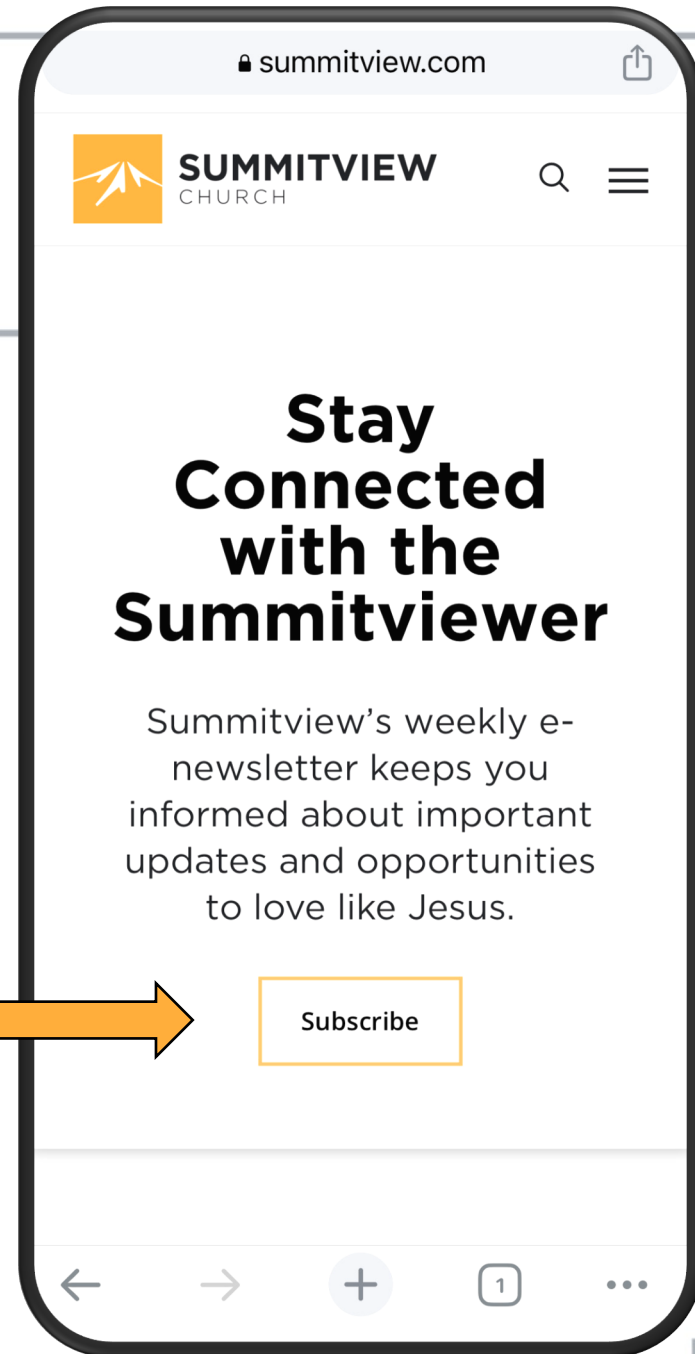 summitview.com
SUMMITVIEW
CHURCH
Stay
Connected
with the
Summitviewer
Summitview’s weekly e-
newsletter keeps you
informed about important
updates and opportunities
to love like Jesus.
Subscribe
1